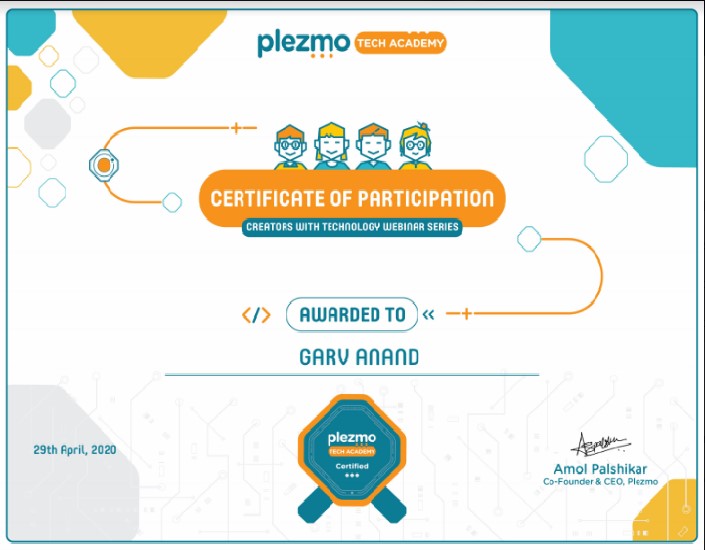 plezmo TECH ACADEMY
CERTIFICATE OF PARTICIPATION
CREATORS WITH TECHNOLOGY WEBINAR SERIES
</> AWARDED TO «
GARV ANAND
plezmo
TECH ACADEMY
Certified
29th April, 2020
Amol Palshikar
Co-Founder & CEO, Plezmo